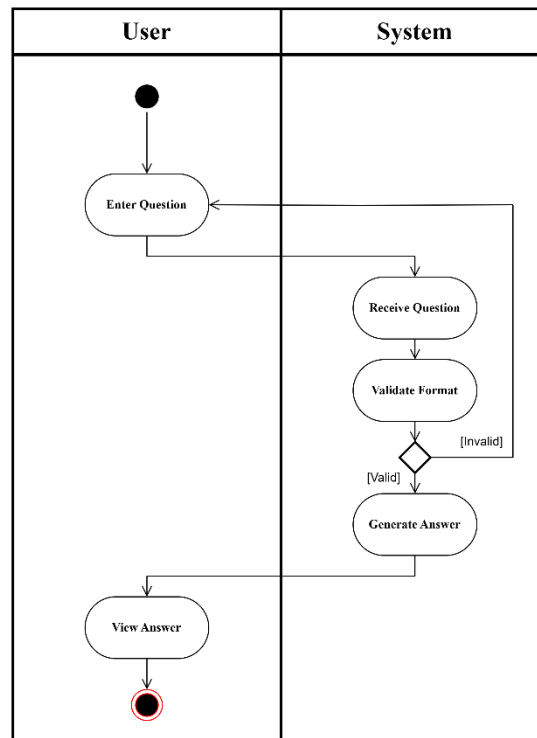 User
System
Enter Question
Receive Question
Validate Format
[Invalid]
[Valid]
Generate Answer
View Answer